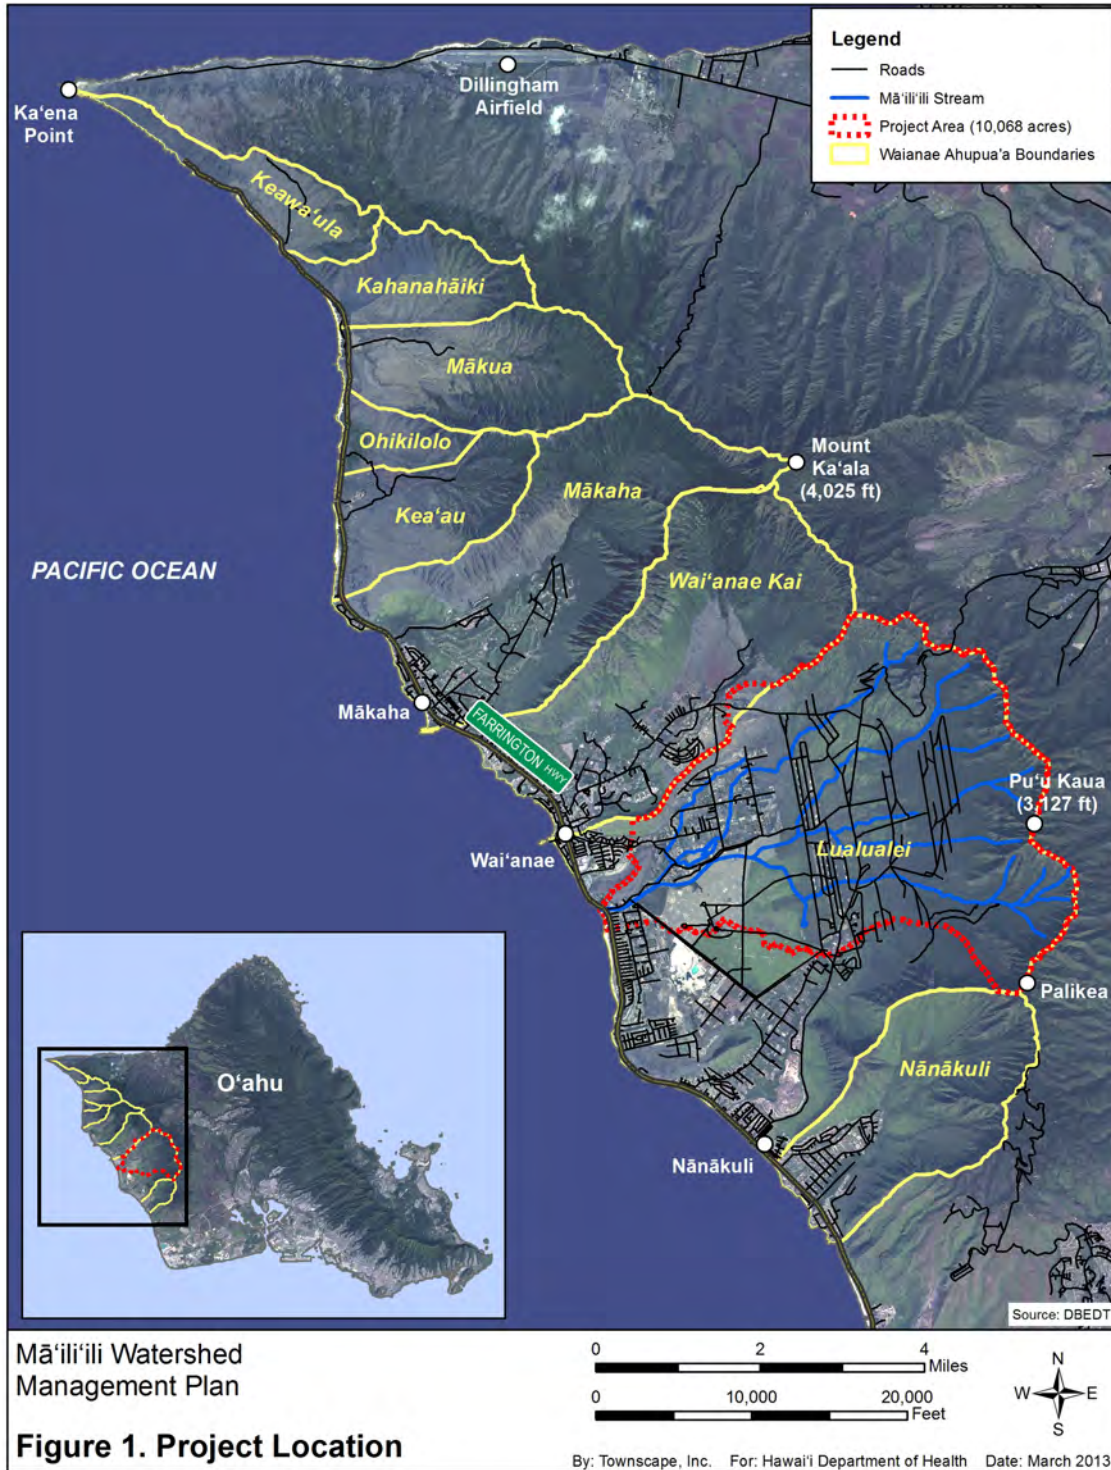 Legend
Roads
Mā‘ili‘ili Stream
Project Area (10,068 acres)
Waianae Ahupua'a Boundaries
Ka‘ena
Point
Dillingham
Airfield
Keawa‘ula
Kahanahāiki
Mākua
Ohikilolo
Mākaha
Mount
Ka‘ala
(4,025 ft)
Kea‘au
PACIFIC OCEAN
Wai‘anae Kai
Mākaha
FARRINGTON HWY
Pu‘u Kaua
(3,127 ft)
Wai‘anae
Lualualei
Palikea
Nānākuli
Nānākuli
O‘ahu
Source: DBEDT
Mā‘ili‘ili Watershed
Management Plan
Figure 1. Project Location
0 2 4
Miles
0 10,000 20,000
Feet
N
W E
S
By: Townscape, Inc. For: Hawai‘i Department of Health Date: March 2013